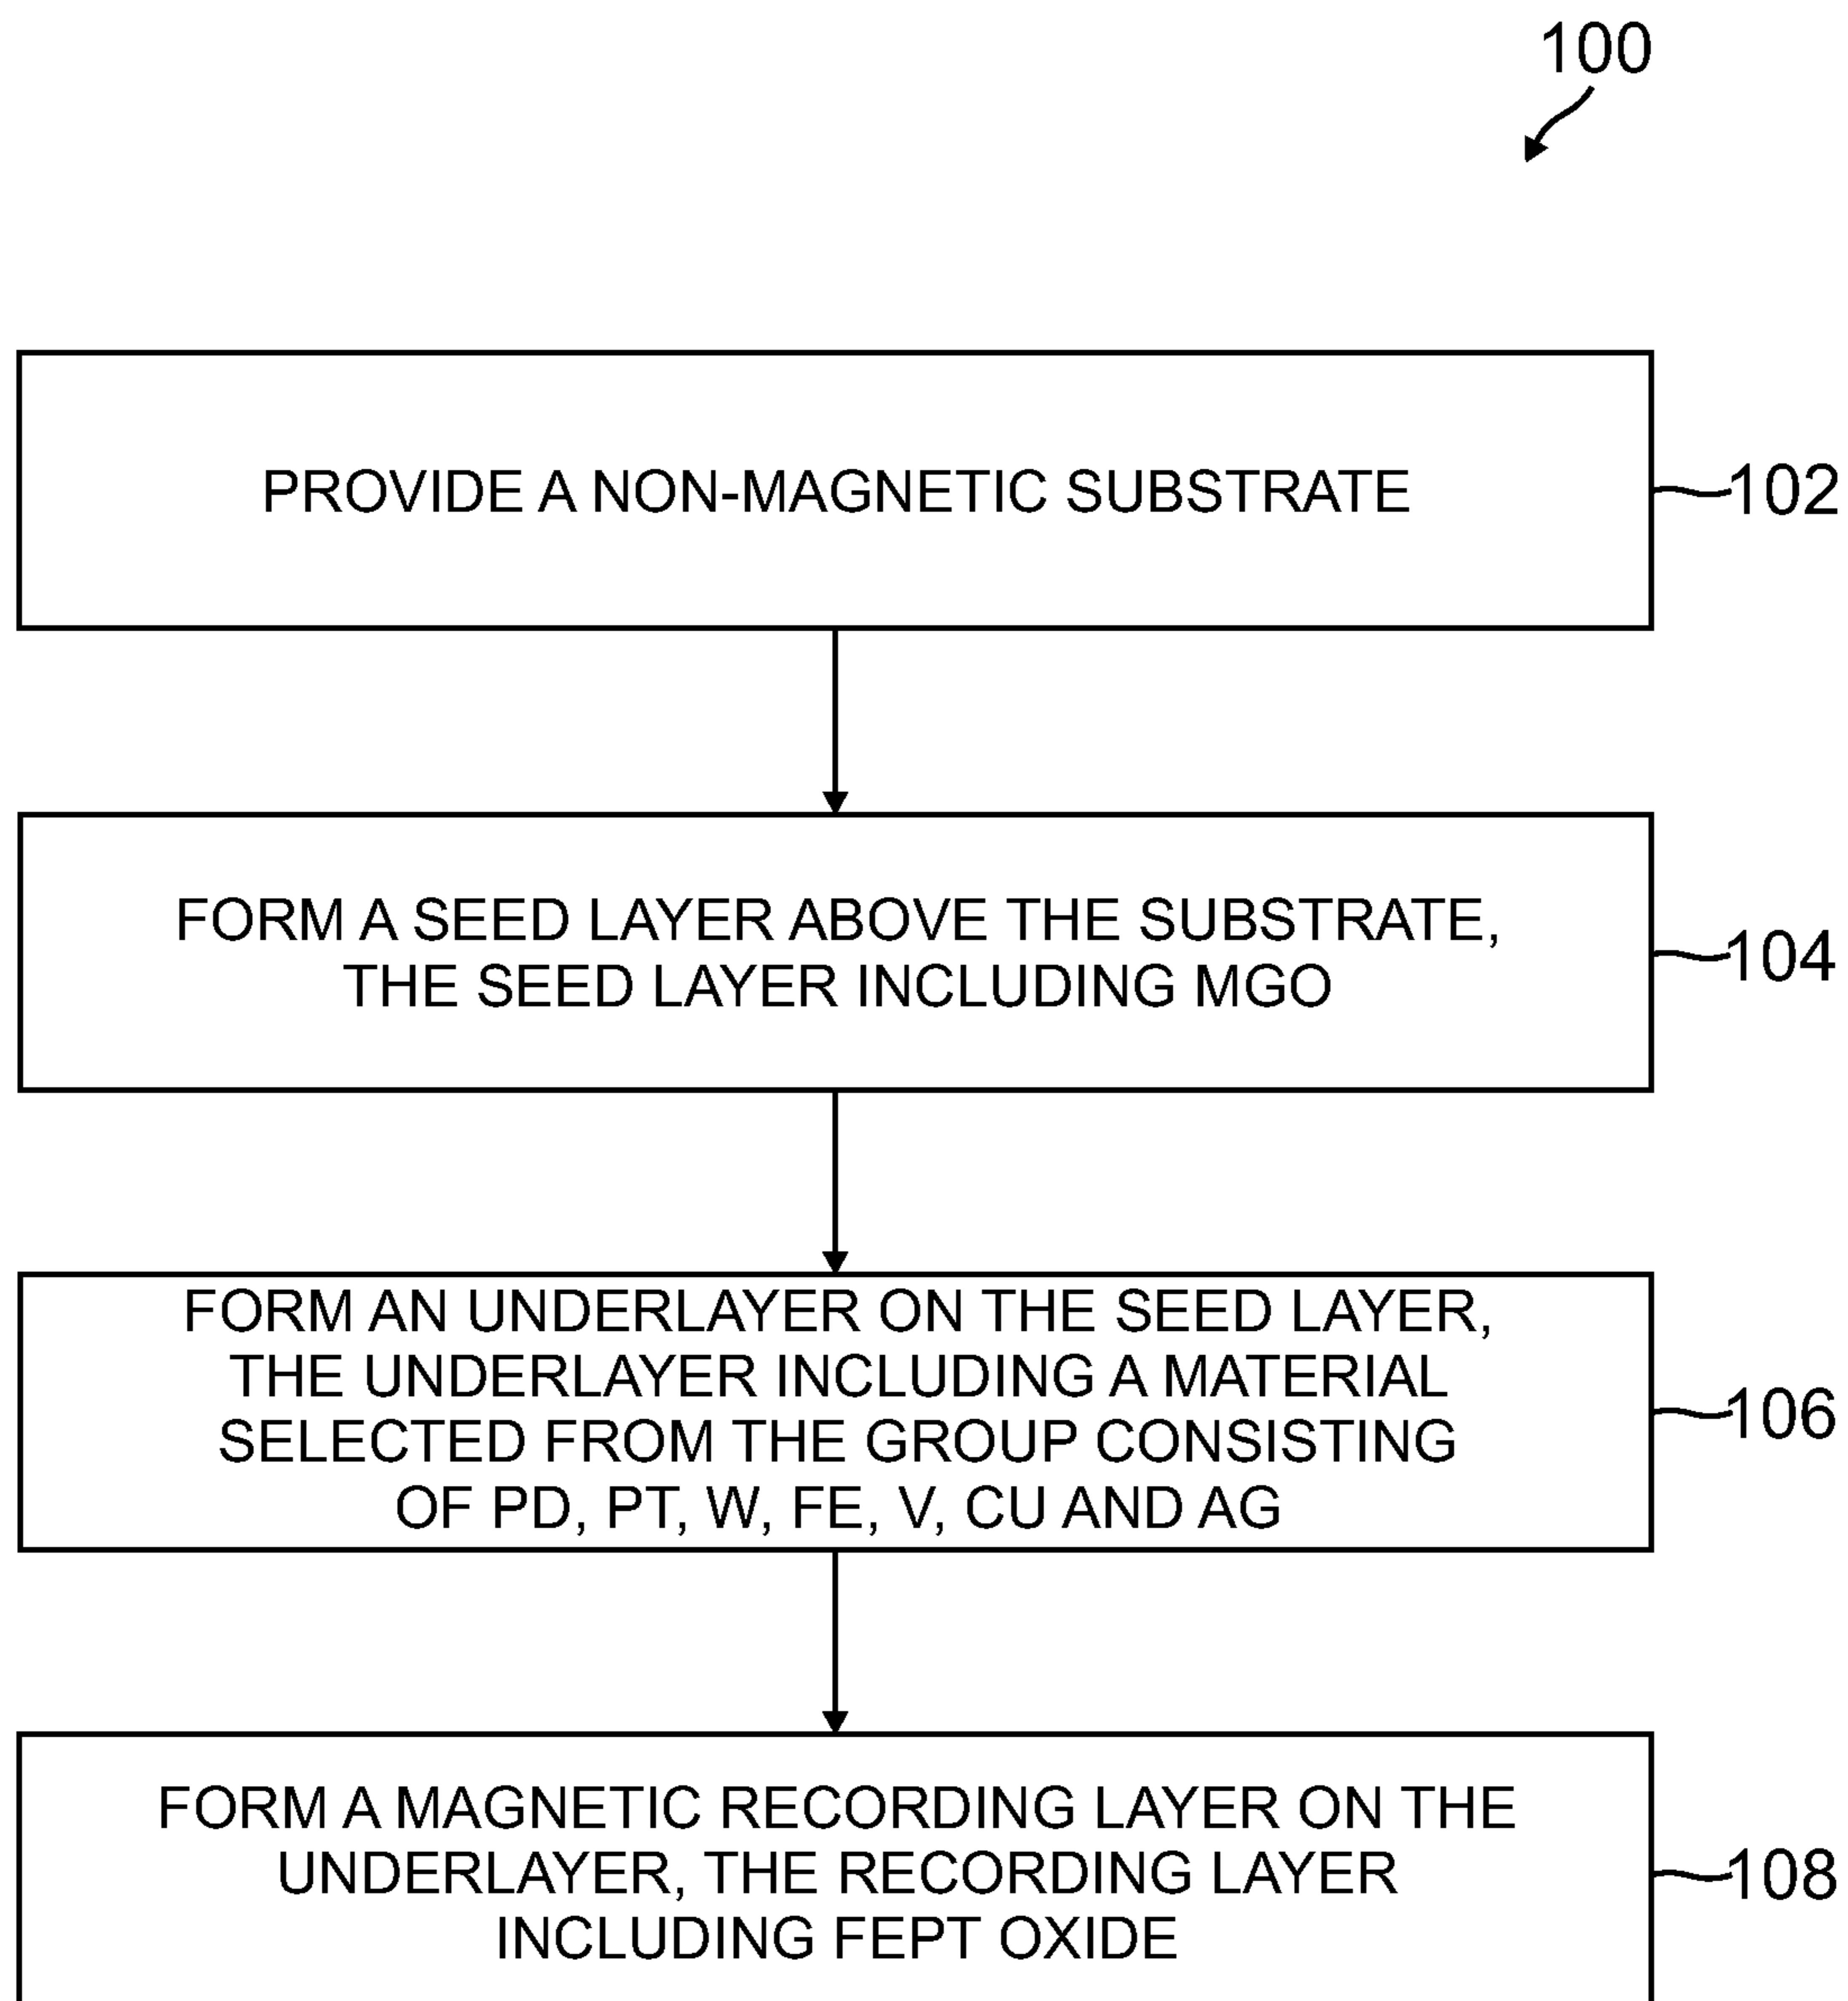 100
PROVIDE A NON-MAGNETIC SUBSTRATE
102
FORM A SEED LAYER ABOVE THE SUBSTRATE,
THE SEED LAYER INCLUDING MGO
104
FORM AN UNDERLAYER ON THE SEED LAYER,
THE UNDERLAYER INCLUDING A MATERIAL
SELECTED FROM THE GROUP CONSISTING
OF PD, PT, W, FE, V, CU AND AG
106
FORM A MAGNETIC RECORDING LAYER ON THE
UNDERLAYER, THE RECORDING LAYER
INCLUDING FEPT OXIDE
108